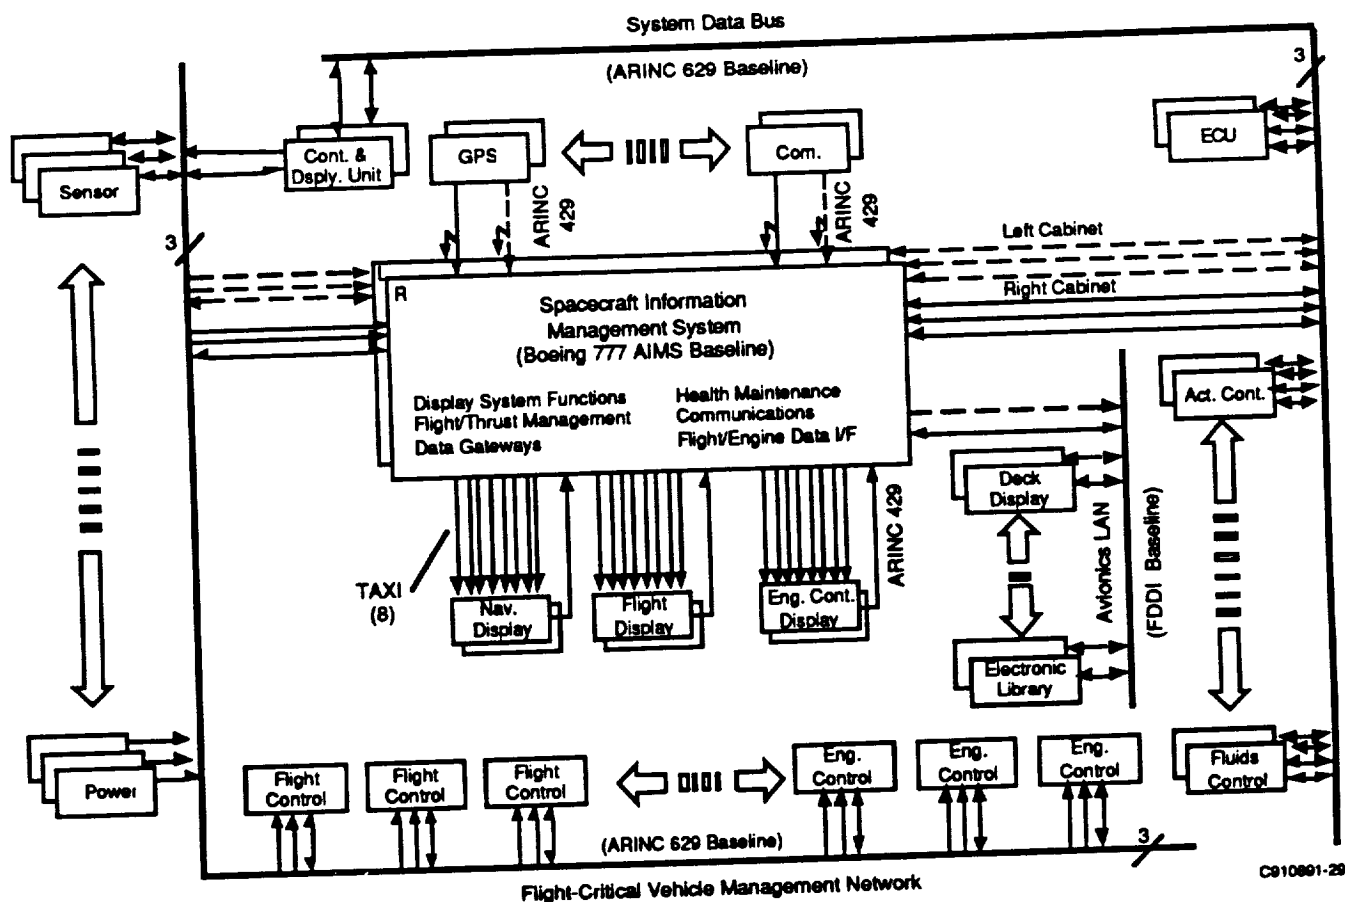 System Data Bus
(ARINC 629 Baseline)
3
Sensor
Cont. &
Dsply. Unit
GPS
Com.
ECU
ARINC
429
ARINC
429
3
Left Cabinet
Right Cabinet
R
Spacecraft Information
Management System
(Boeing 777 AIMS Baseline)
Display System Functions
Flight/Thrust Management
Data Gateways
Health Maintenance
Communications
Flight/Engine Data I/F
Act. Cont.
Deck
Display
ARINC 429
Avionics LAN
(FDDI Baseline)
TAXI
(8)
Nav.
Display
Flight
Display
Eng. Cont.
Display
Electronic
Library
Power
Flight
Control
Flight
Control
Flight
Control
Eng.
Control
Eng.
Control
Eng.
Control
Fluids
Control
(ARINC 629 Baseline)
3
Flight-Critical Vehicle Management Network
C910891-29